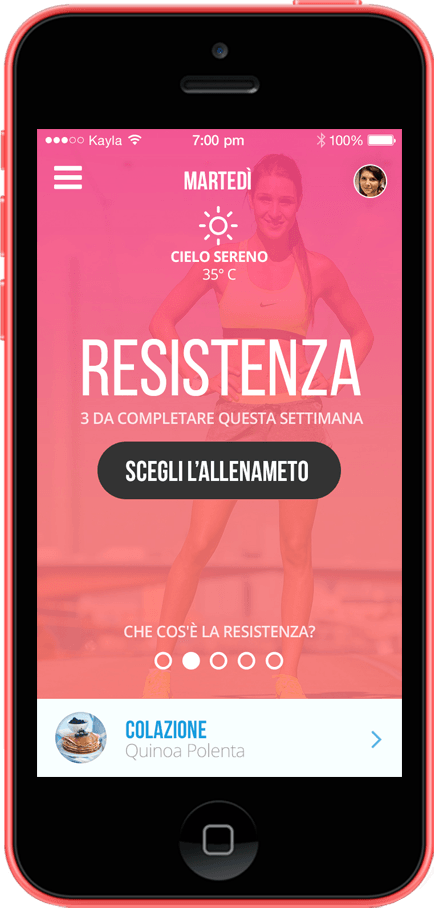 Kayla 7:00 pm 100%
MARTEDÌ
CIELO SERENO
35° C
RESISTENZA
3 DA COMPLETARE QUESTA SETTIMANA
SCEGLI L'ALLENAMETO
CHE COS'È LA RESISTENZA?
COLAZIONE
Quinoa Polenta